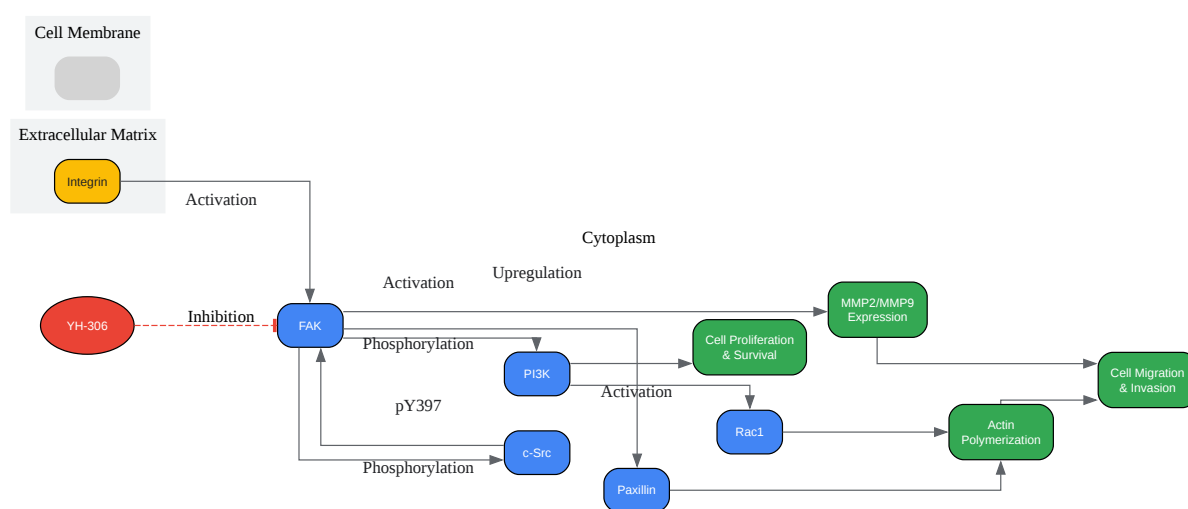 Cell Membrane
Extracellular Matrix
Integrin
Activation
Cytoplasm
Upregulation
Activation
MMP2/MMP9
Expression
YH-306
Inhibition
FAK
Phosphorylation
Cell Proliferation
& Survival
PI3K
Cell Migration
& Invasion
Activation
pY397
Rac1
Actin
Polymerization
c-Src
Phosphorylation
Paxillin